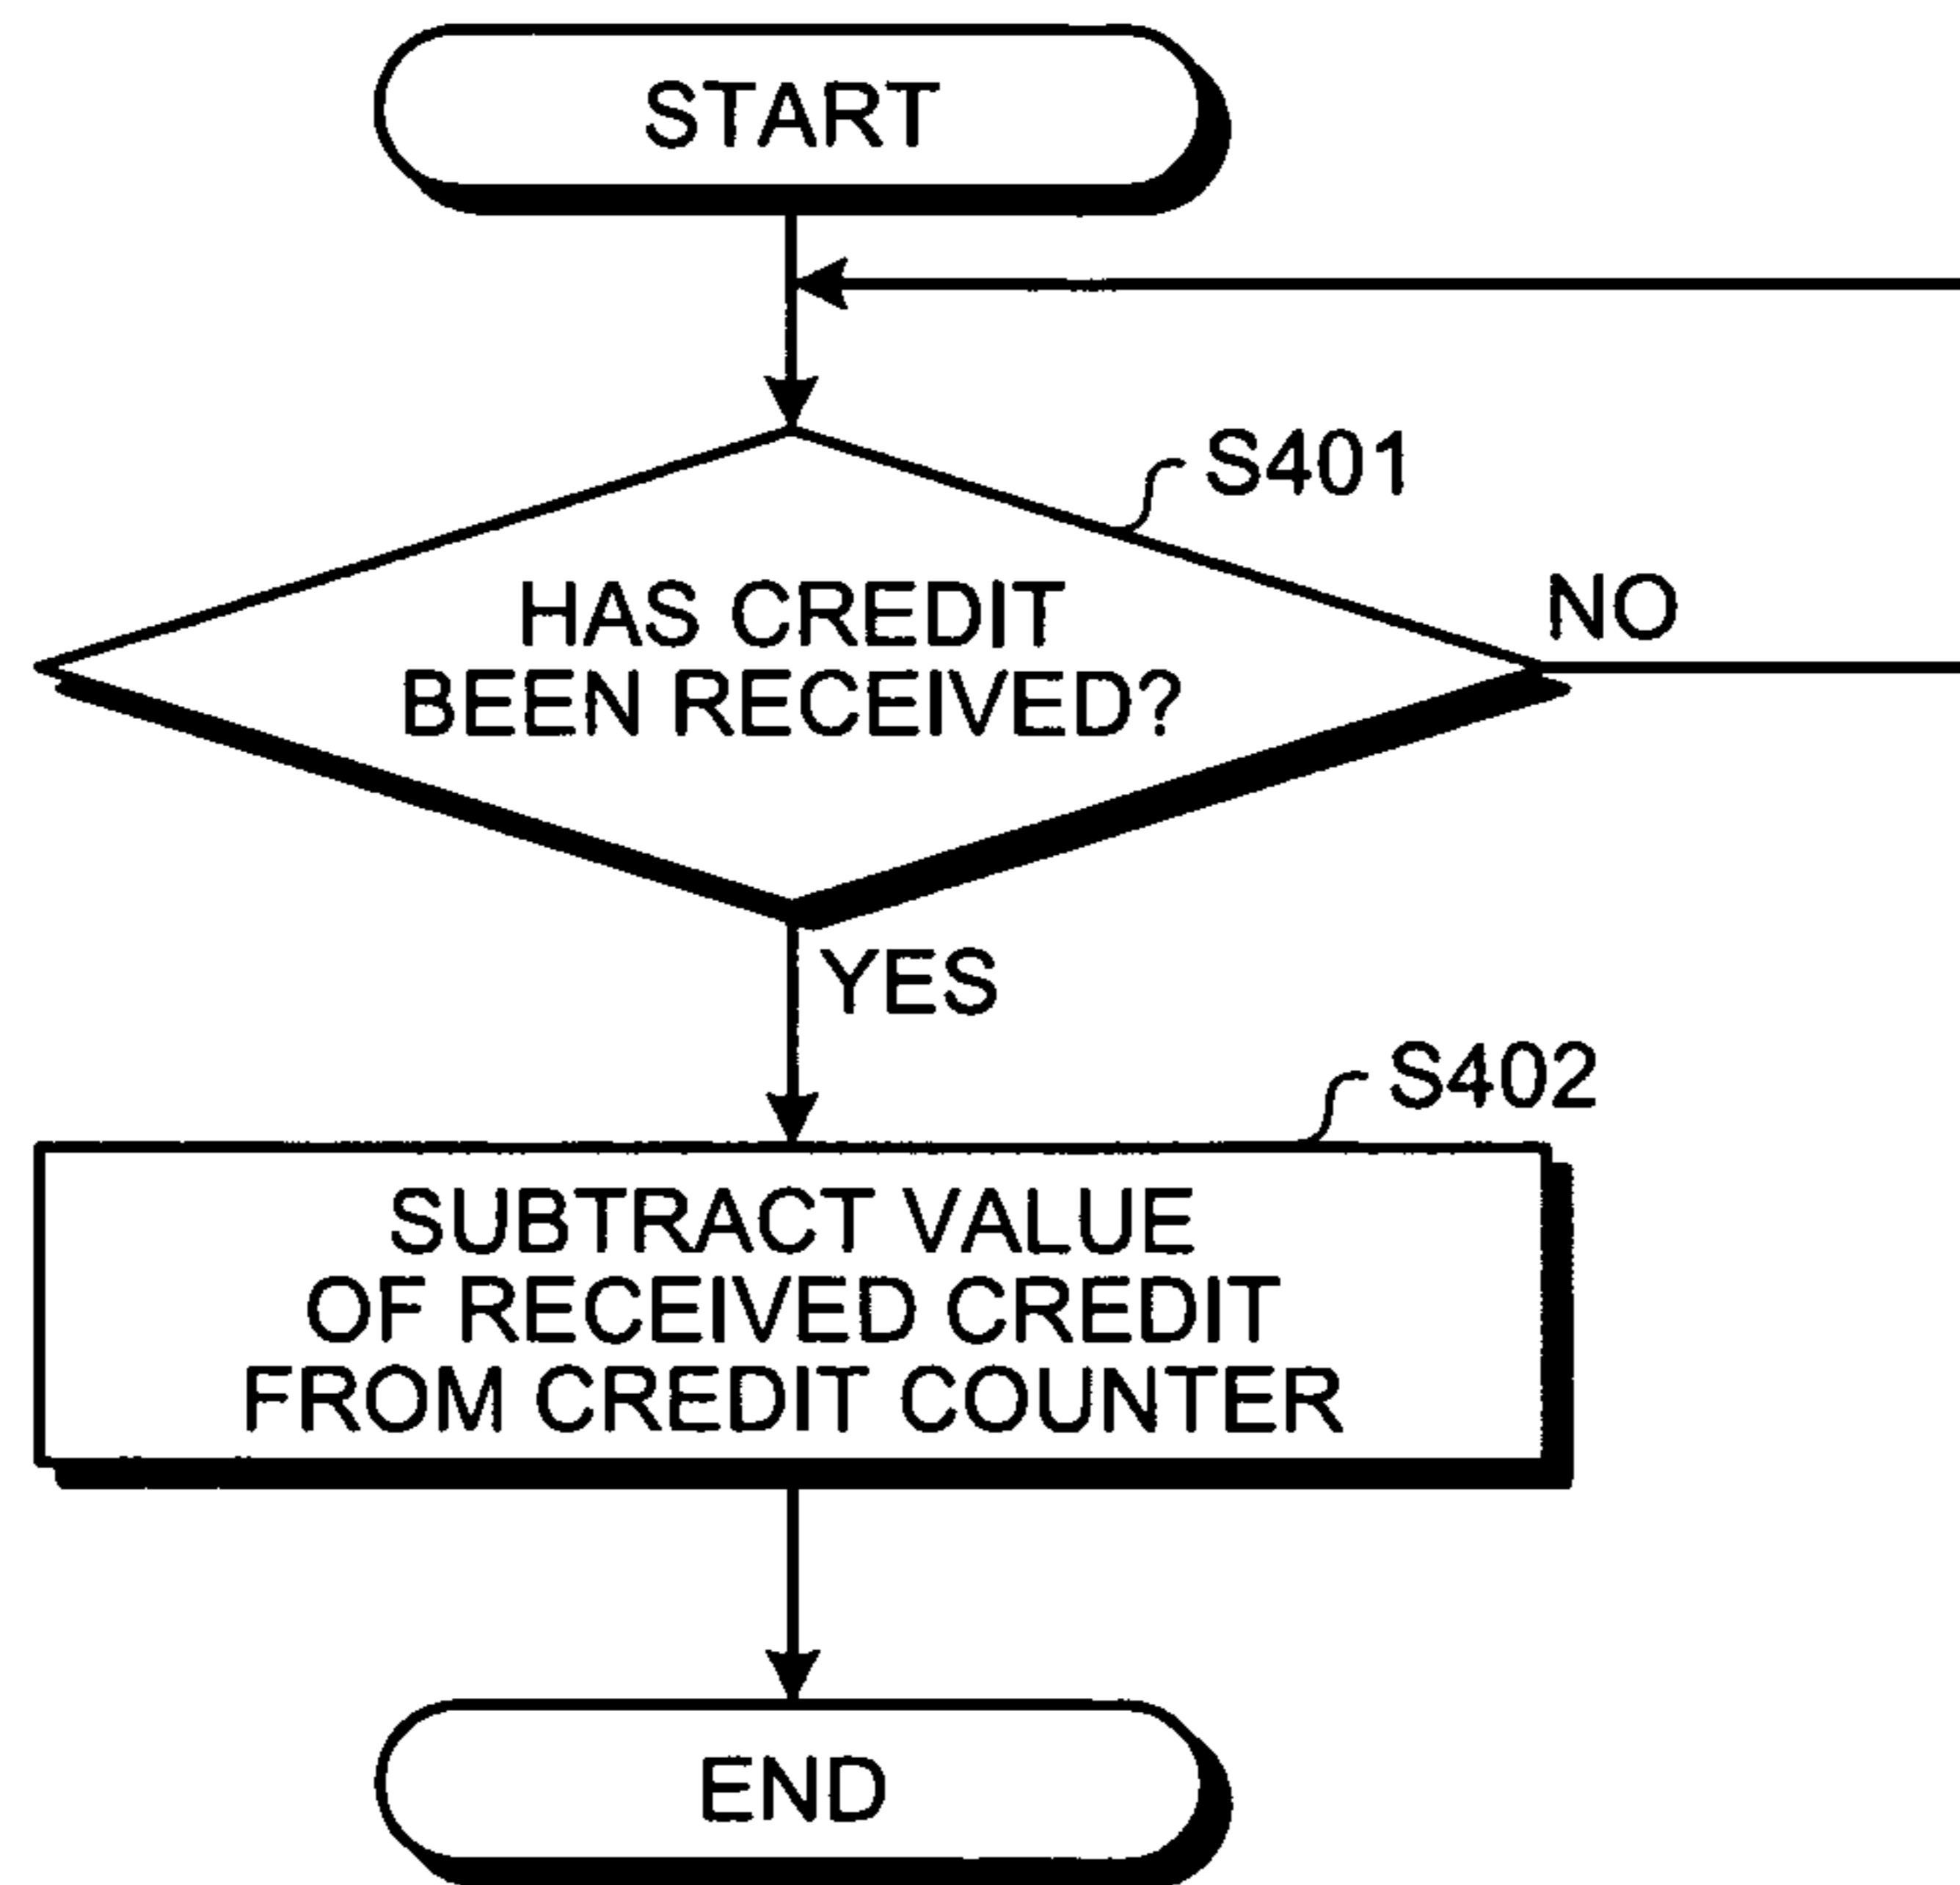 START
S401
HAS CREDIT
BEEN RECEIVED?
NO
YES
S402
SUBTRACT VALUE
OF RECEIVED CREDIT
FROM CREDIT COUNTER
END